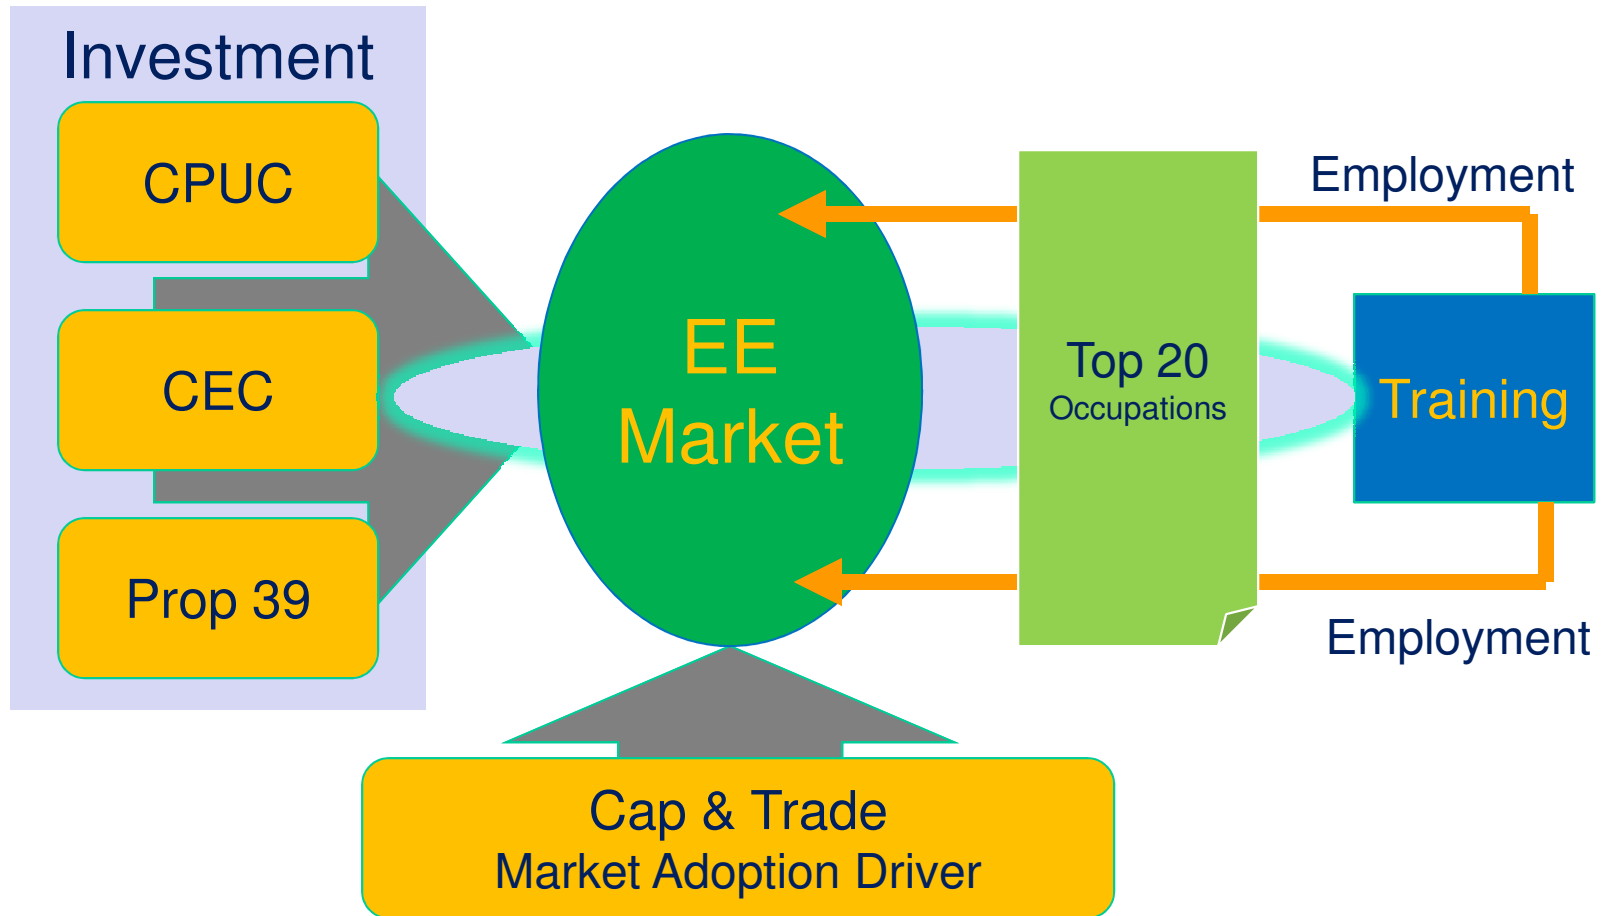 Investment
CPUC
CEC
Prop 39
EE
Market
Top 20
Occupations
Employment
Training
Employment
Cap & Trade
Market Adoption Driver